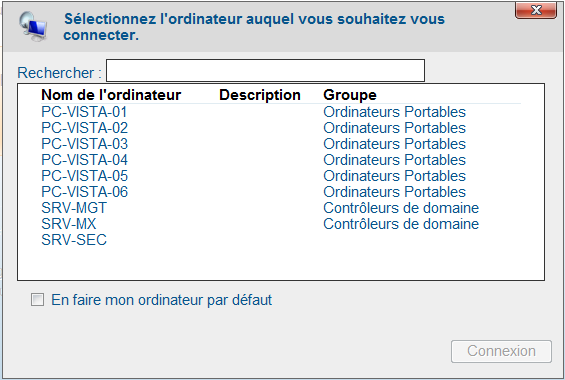 Sélectionnez l'ordinateur auquel vous souhaitez vous
connecter.
Rechercher :
Nom de l'ordinateur Description Groupe
PC-VISTA-01 Ordinateurs Portables
PC-VISTA-02 Ordinateurs Portables
PC-VISTA-03 Ordinateurs Portables
PC-VISTA-04 Ordinateurs Portables
PC-VISTA-05 Ordinateurs Portables
PC-VISTA-06 Ordinateurs Portables
SRV-MGT Contrôleurs de domaine
SRV-MX Contrôleurs de domaine
SRV-SEC
En faire mon ordinateur par défaut
Connexion